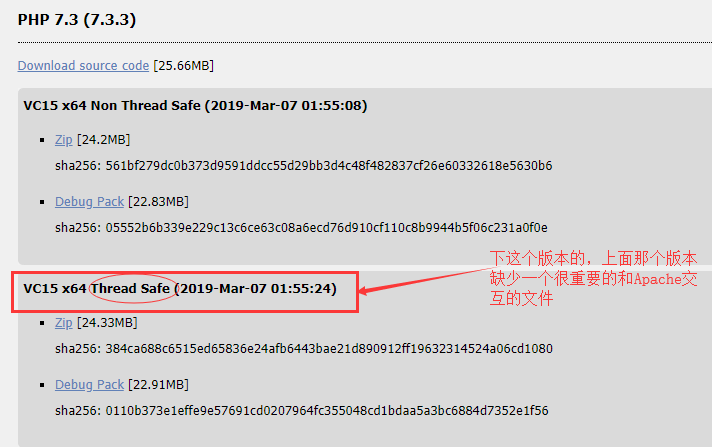 PHP 7.3 (7.3.3)
Download source code [25.66MB]
VC15 x64 Non Thread Safe (2019-Mar-07 01:55:08)
Zip [24.2MB]
sha256: 561bf279dc0b373d9591ddcc55d29bb3d4c48f482837cf26e60332618e5630b6
Debug Pack [22.83MB]
sha256: 05552b6b339e229c13c6ce63c08a6ecd76d910cf110c8b9944b5f06c231a0f0e
下这个版本的，上面那个版本
缺少一个很重要的和Apache交
互的文件
VC15 x64 Thread Safe (2019-Mar-07 01:55:24)
Zip [24.33MB]
sha256: 384ca688c6515ed65836e24afb6443bae21d890912ff19632314524a06cd1080
Debug Pack [22.91MB]
sha256: 0110b373e1effe9e57691cd0207964fc355048cd1bdaa5a3bc6884d7352e1f56